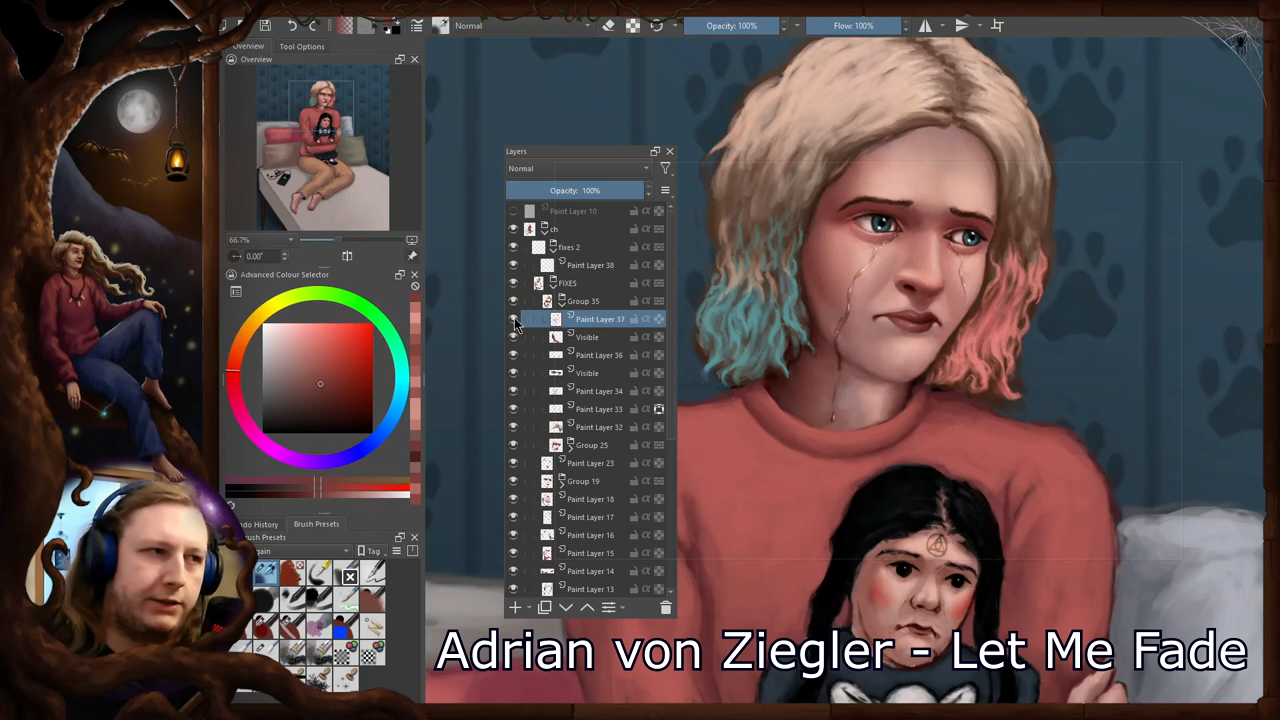 Normal
Opacity: 100%
Flow: 100%
Overview
Tool Options
Overview
66.7%
0.00°
Advanced Colour Selector
Brush Presets
Tag
Layers
Normal
Opacity: 100%
Paint Layer 10
ch
fixes 2
Paint Layer 38
FIXES
Group 35
Paint Layer 37
Visible
Paint Layer 36
Visible
Paint Layer 34
Paint Layer 33
Paint Layer 32
Group 25
Paint Layer 23
Group 19
Paint Layer 18
Paint Layer 17
Paint Layer 16
Paint Layer 15
Paint Layer 14
Paint Layer 13
Adrian von Ziegler - Let Me Fade